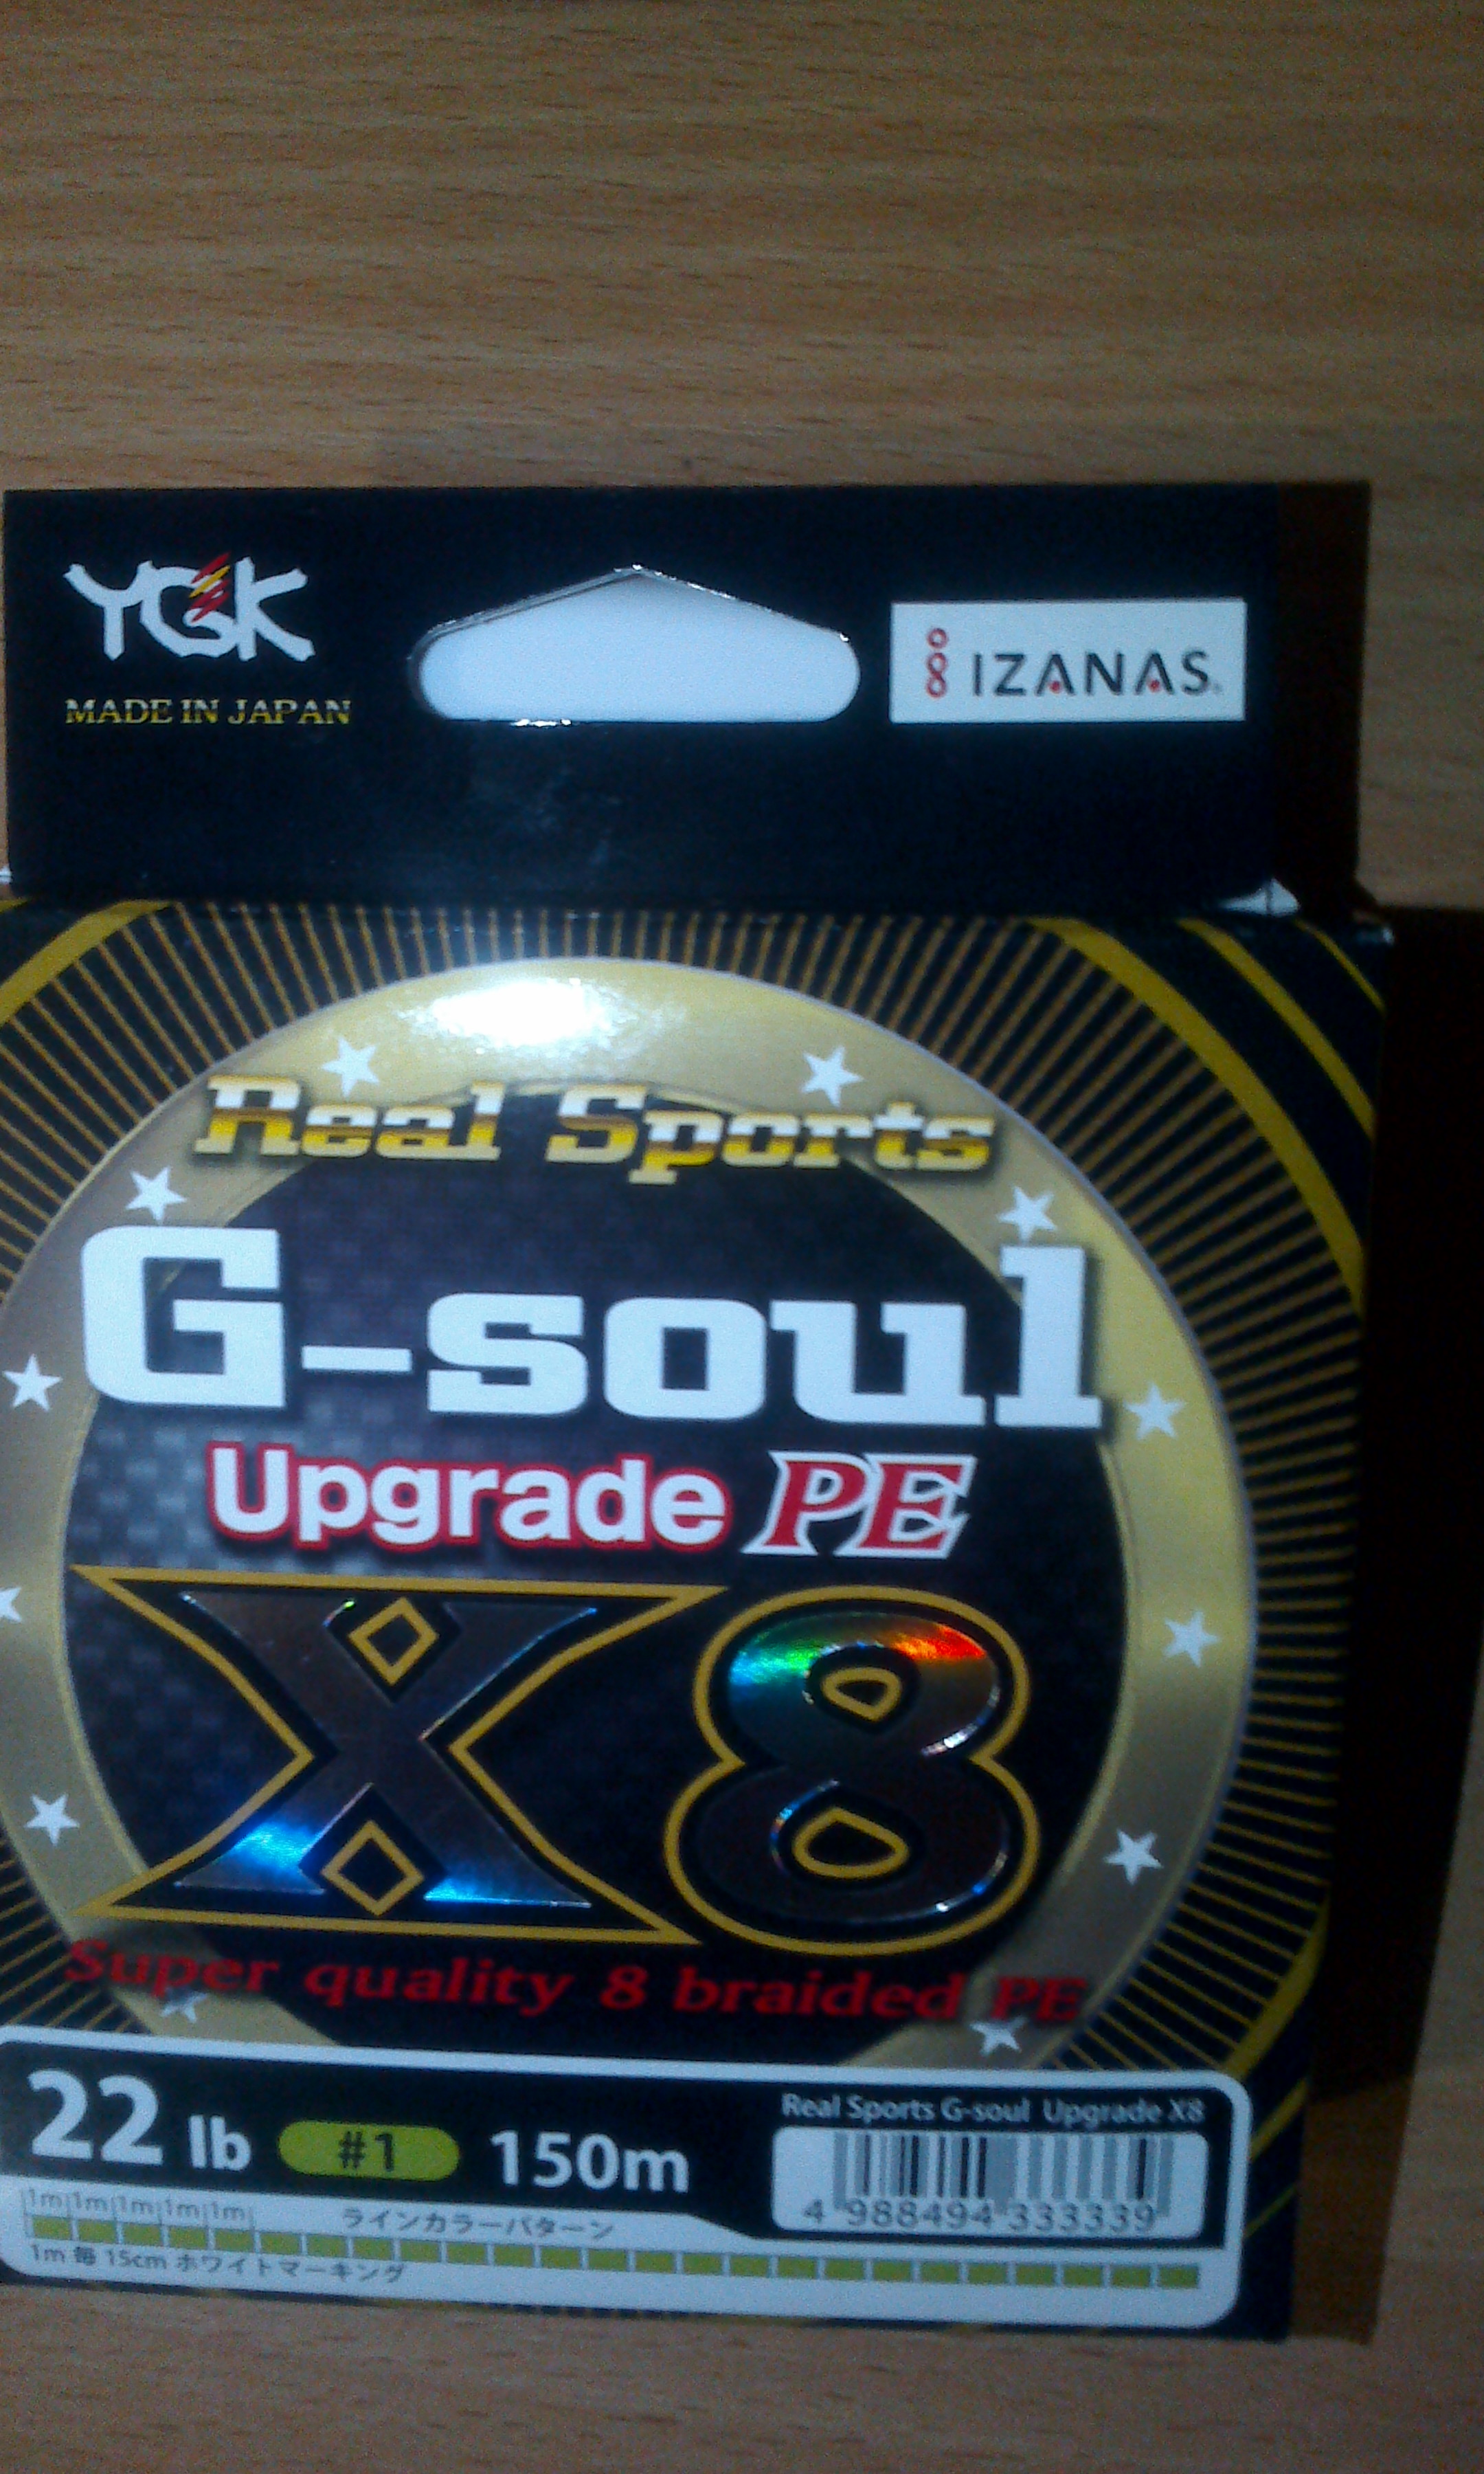 YGK
MADE IN JAPAN
IZANAS
Real Sports
G-soul
Upgrade PE
X8
Super quality 8 braided PE
22 lb #1 150m
Real Sports G-soul Upgrade X8
4 988494 333339
1m 1m 1m 1m 1m
ラインカラーパターン
1m 毎 15cm ホワイトマーキング